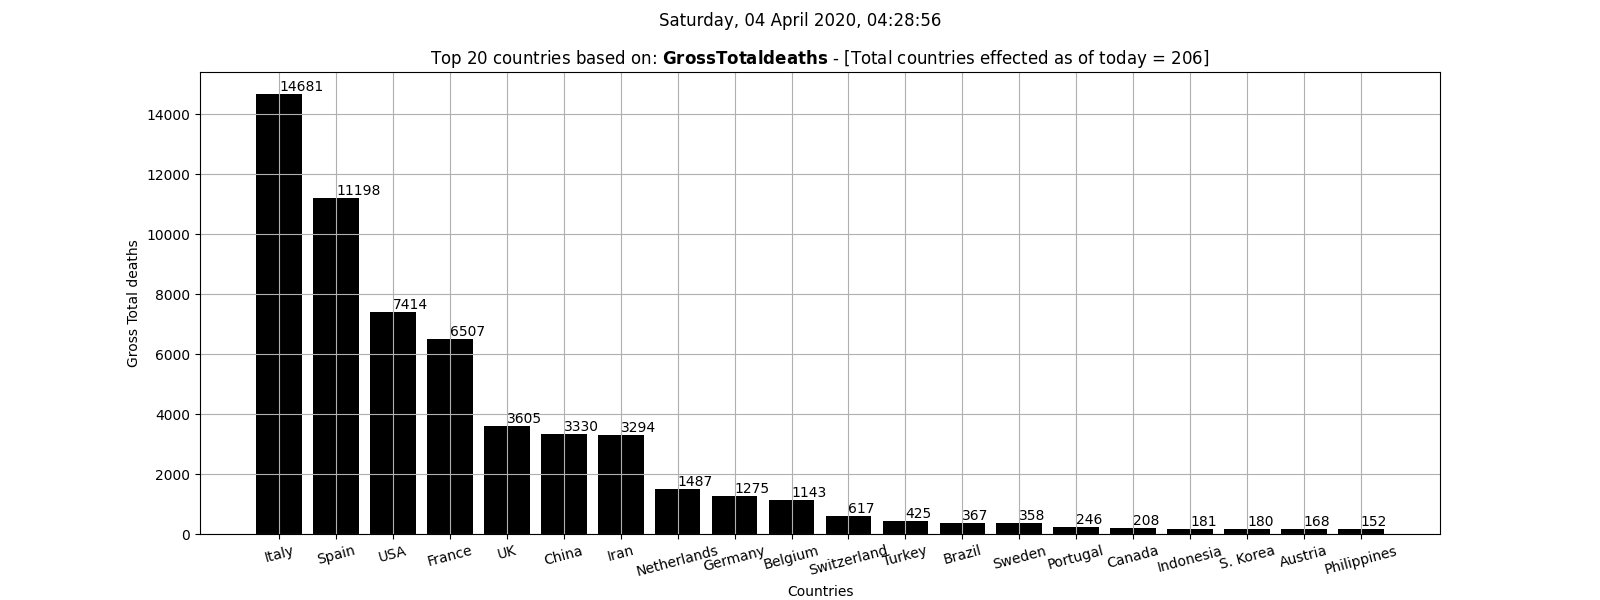 Saturday, 04 April 2020, 04:28:56
Top 20 countries based on: GrossTotaldeaths - [Total countries effected as of today = 206]
Gross Total deaths
14000
12000
10000
8000
6000
4000
2000
0
14681
11198
7414
6507
3605
3330
3294
1487
1275
1143
617
425
367
358
246
208
181
180
168
152
Italy
Spain
USA
France
UK
China
Iran
Netherlands
Germany
Belgium
Switzerland
Turkey
Brazil
Sweden
Portugal
Canada
Indonesia
S. Korea
Austria
Philippines
Countries